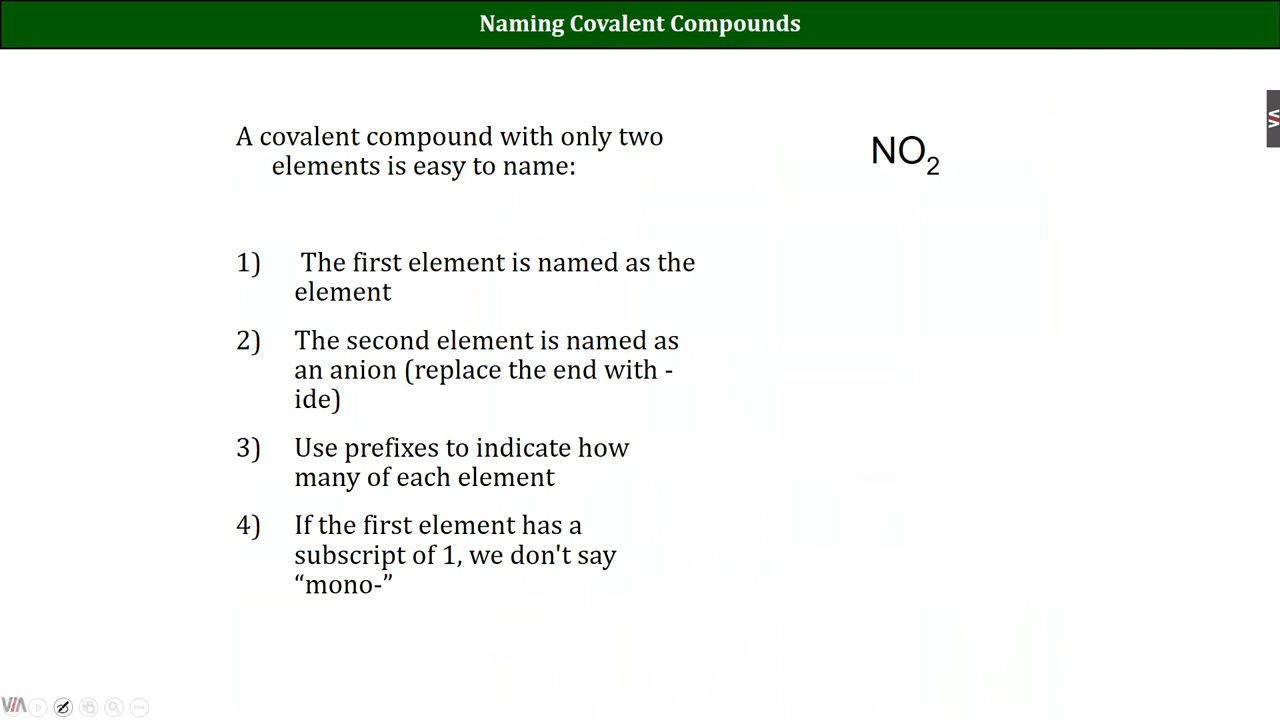 Naming Covalent Compounds
A covalent compound with only two
elements is easy to name:
NO₂
1) The first element is named as the
element
2) The second element is named as
an anion (replace the end with -
ide)
3) Use prefixes to indicate how
many of each element
4) If the first element has a
subscript of 1, we don't say
“mono-”
VIA
VIA